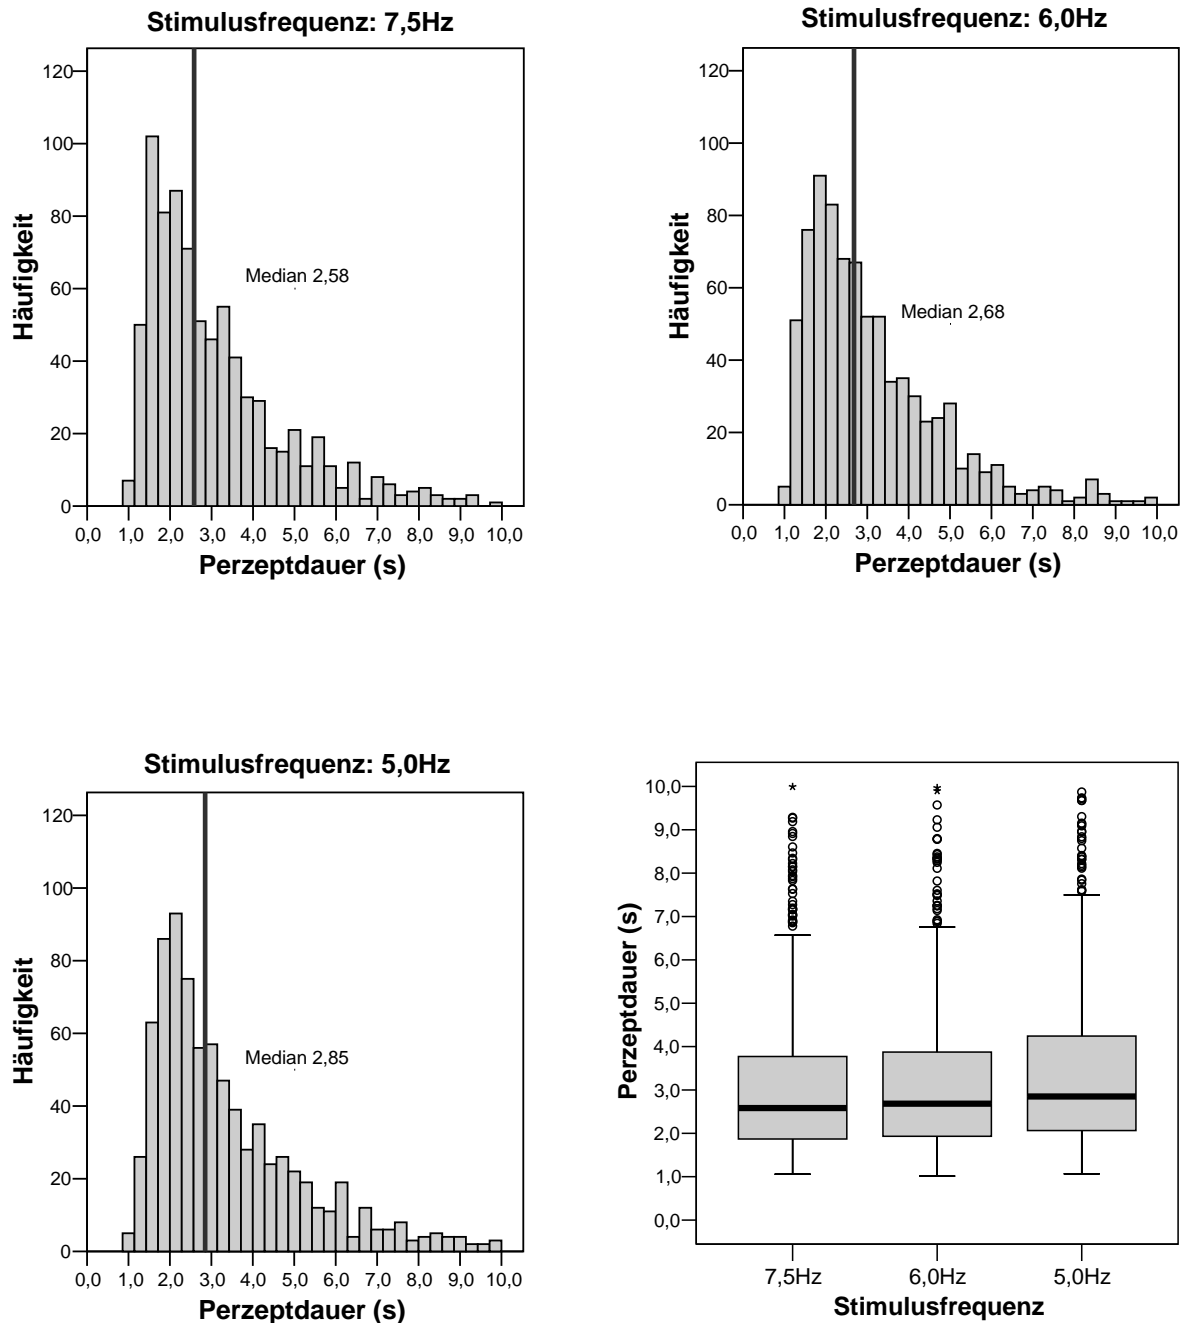 Stimulusfrequenz: 7,5Hz
120
100
80
60
40
20
0
Häufigkeit
Median 2,58
0,0 1,0 2,0 3,0 4,0 5,0 6,0 7,0 8,0 9,0 10,0
Perzeptdauer (s)
Stimulusfrequenz: 6,0Hz
120
100
80
60
40
20
0
Häufigkeit
Median 2,68
0,0 1,0 2,0 3,0 4,0 5,0 6,0 7,0 8,0 9,0 10,0
Perzeptdauer (s)
Stimulusfrequenz: 5,0Hz
120
100
80
60
40
20
0
Häufigkeit
Median 2,85
0,0 1,0 2,0 3,0 4,0 5,0 6,0 7,0 8,0 9,0 10,0
Perzeptdauer (s)
10,0
9,0
8,0
7,0
6,0
5,0
4,0
3,0
2,0
1,0
0,0
Perzeptdauer (s)
7,5Hz 6,0Hz 5,0Hz
Stimulusfrequenz